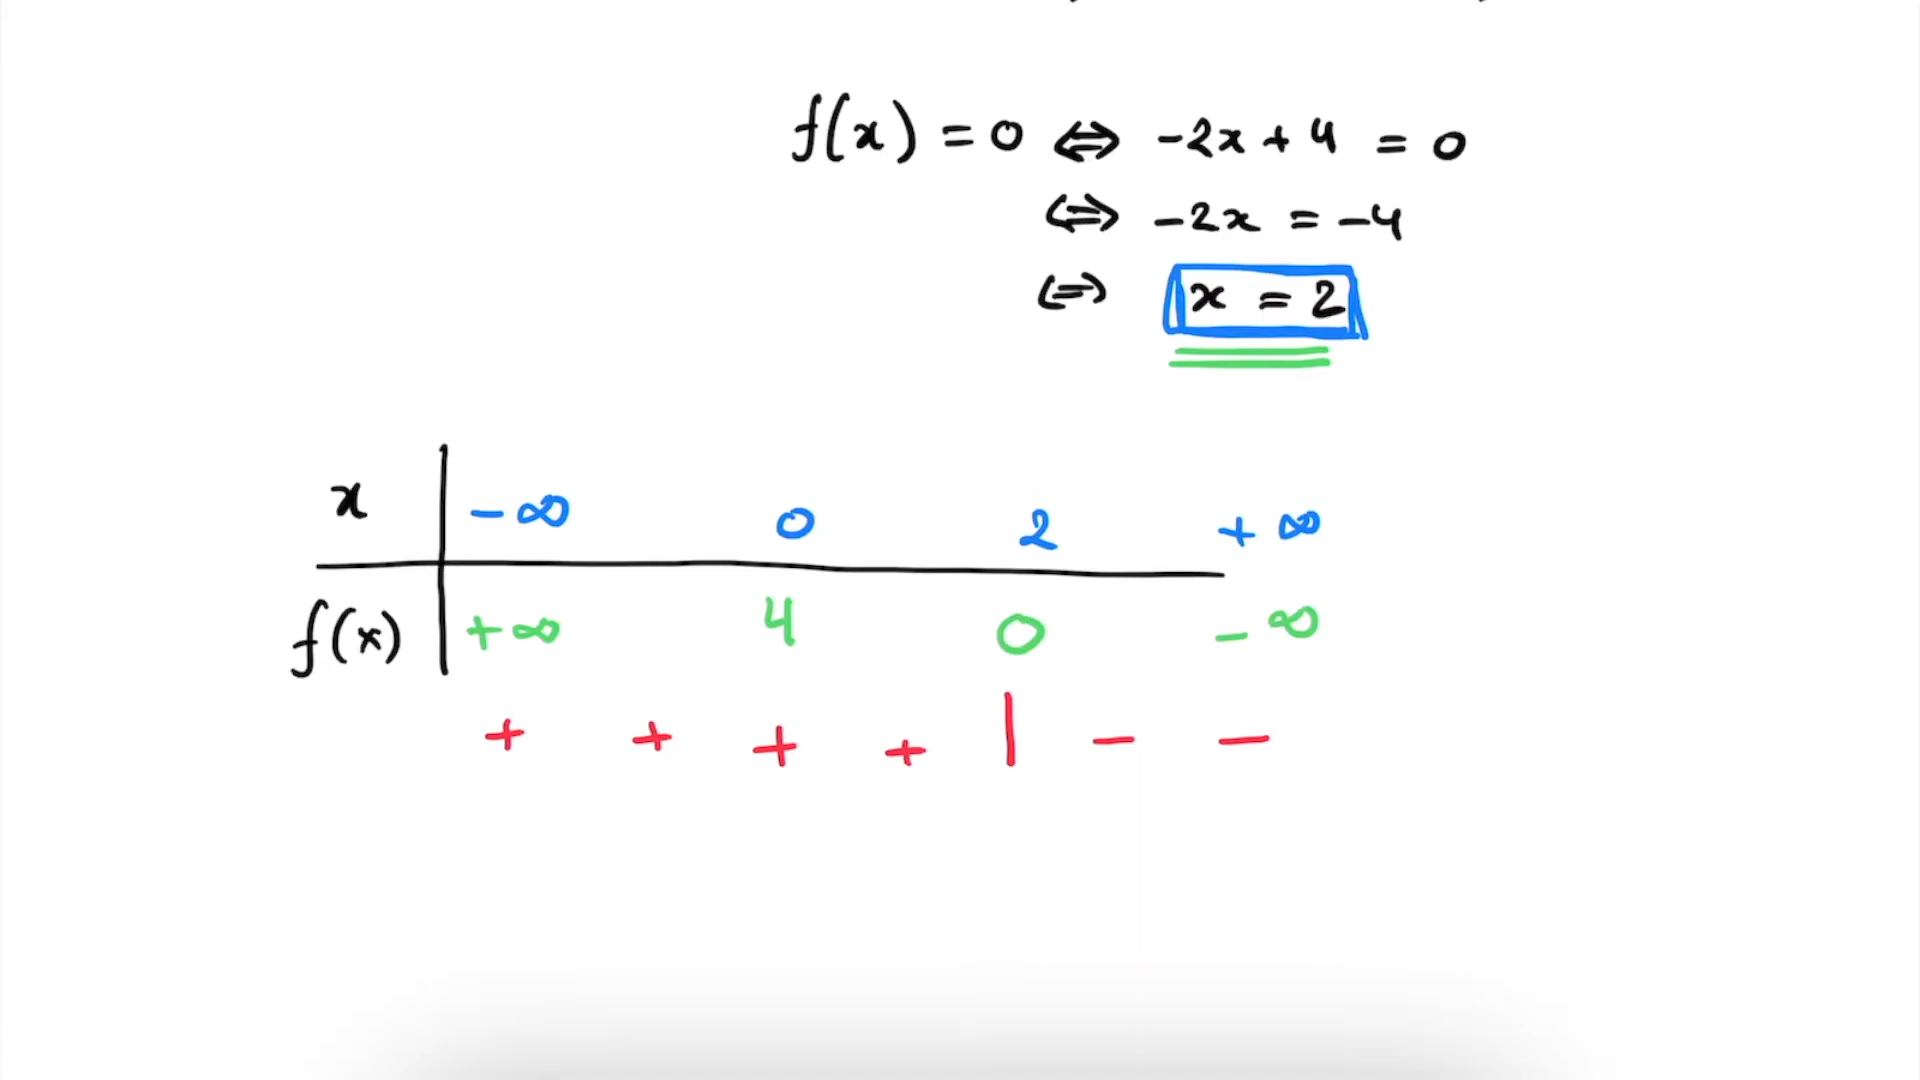 f(x) = 0 ⇔ -2x + 4 = 0
⇔ -2x = -4
⇔ x = 2
x | -∞ 0 2 +∞
f(x) | +∞ 4 0 -∞
+ + + + | - -